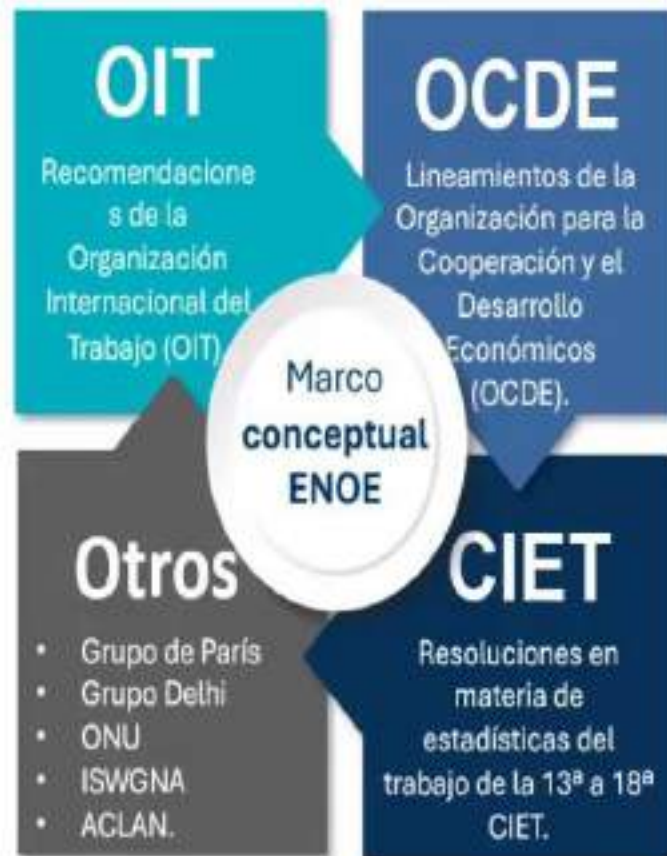 OIT
Recomendacione
s de la
Organización
Internacional del
Trabajo (OIT)
OCDE
Lineamientos de la
Organización para la
Cooperación y el
Desarrollo
Económicos
(OCDE).
Marco
conceptual
ENOE
Otros
• Grupo de París
• Grupo Delhi
• ONU
• ISWGNA
• ACLAN.
CIET
Resoluciones en
materia de
estadísticas del
trabajo de la 13ª a 18ª
CIET.